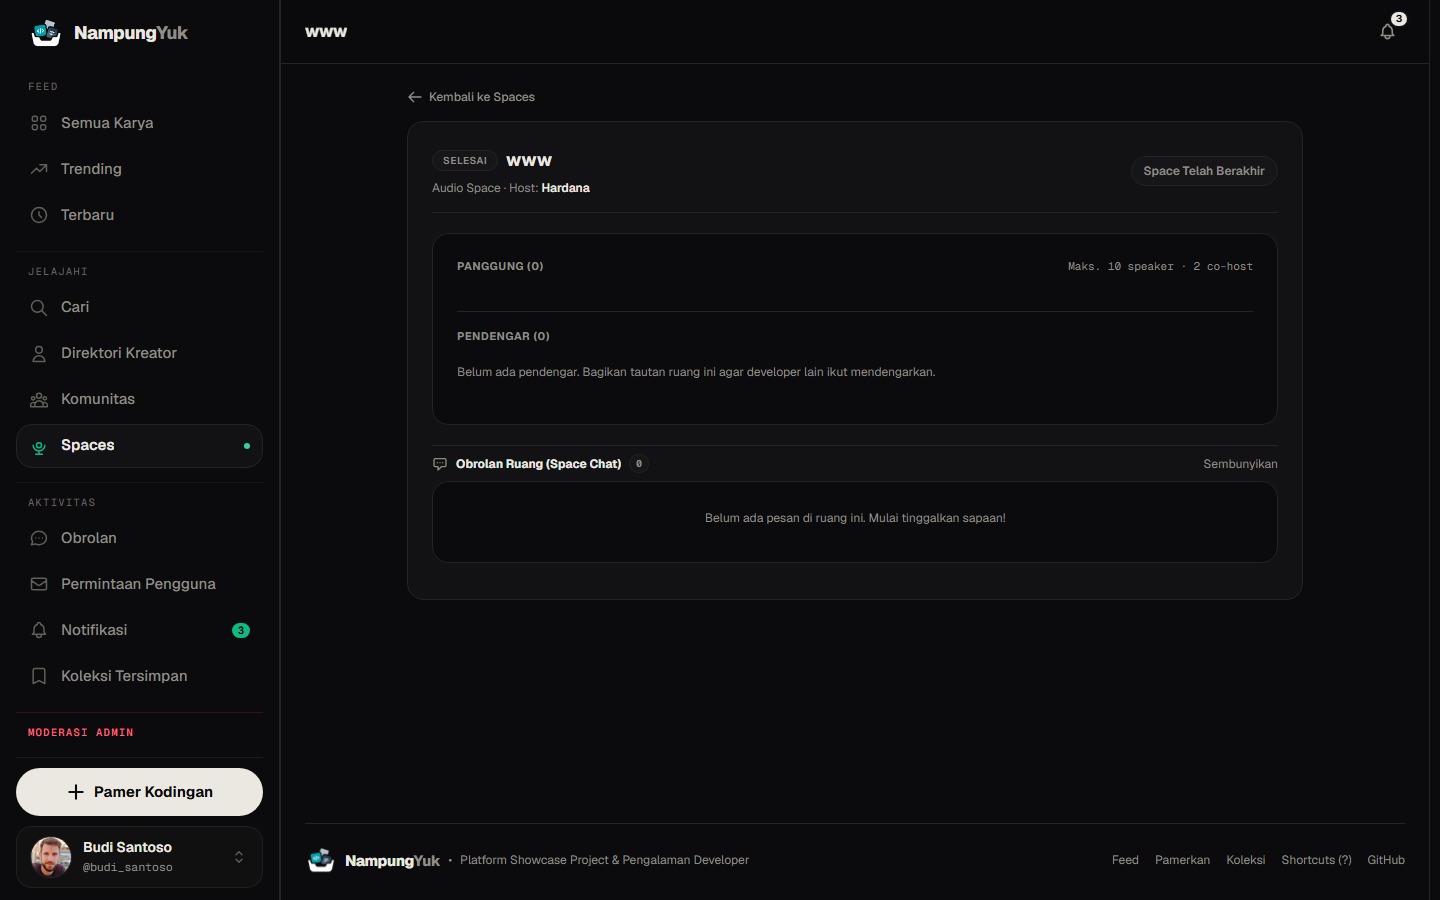 NampungYuk
FEED
Semua Karya
Trending
Terbaru
JELAJAHI
Cari
Direktori Kreator
Komunitas
Spaces
AKTIVITAS
Obrolan
Permintaan Pengguna
Notifikasi 3
Koleksi Tersimpan
MODERASI ADMIN
Pamer Kodingan
Budi Santoso
@budi_santoso
www
3
Kembali ke Spaces
SELESAI www
Audio Space · Host: Hardana
Space Telah Berakhir
PANGGUNG (0) Maks. 10 speaker · 2 co-host
PENDENGAR (0)
Belum ada pendengar. Bagikan tautan ruang ini agar developer lain ikut mendengarkan.
Obrolan Ruang (Space Chat) 0 Sembunyikan
Belum ada pesan di ruang ini. Mulai tinggalkan sapaan!
NampungYuk • Platform Showcase Project & Pengalaman Developer Feed Pamerkan Koleksi Shortcuts (?) GitHub